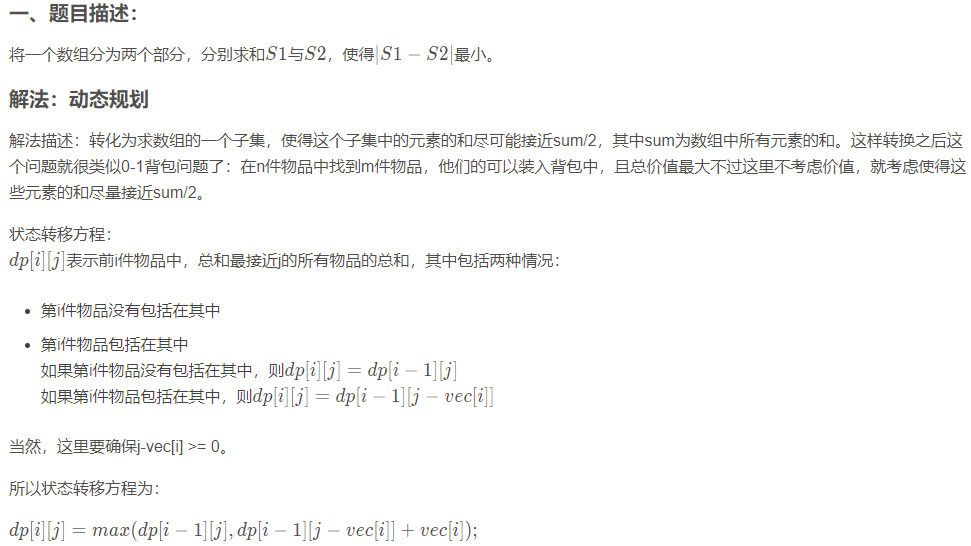 一、题目描述：
将一个数组分为两个部分，分别求和S1与S2，使得|S1 − S2|最小。
解法：动态规划
解法描述：转化为求数组的一个子集，使得这个子集中的元素的和尽可能接近sum/2，其中sum为数组中所有元素的和。这样转换之后这
个问题就很类似0-1背包问题了：在n件物品中找到m件物品，他们的可以装入背包中，且总价值最大不过这里不考虑价值，就考虑使得这
些元素的和尽量接近sum/2。
状态转移方程：
dp[i][j]表示前i件物品中，总和最接近j的所有物品的总和，其中包括两种情况：
• 第i件物品没有包括在其中
• 第i件物品包括在其中
如果第i件物品没有包括在其中，则dp[i][j] = dp[i − 1][j]
如果第i件物品包括在其中，则dp[i][j] = dp[i − 1][j − vec[i]]
当然，这里要确保j-vec[i] >= 0。
所以状态转移方程为：
dp[i][j] = max(dp[i − 1][j], dp[i − 1][j − vec[i]] + vec[i]);